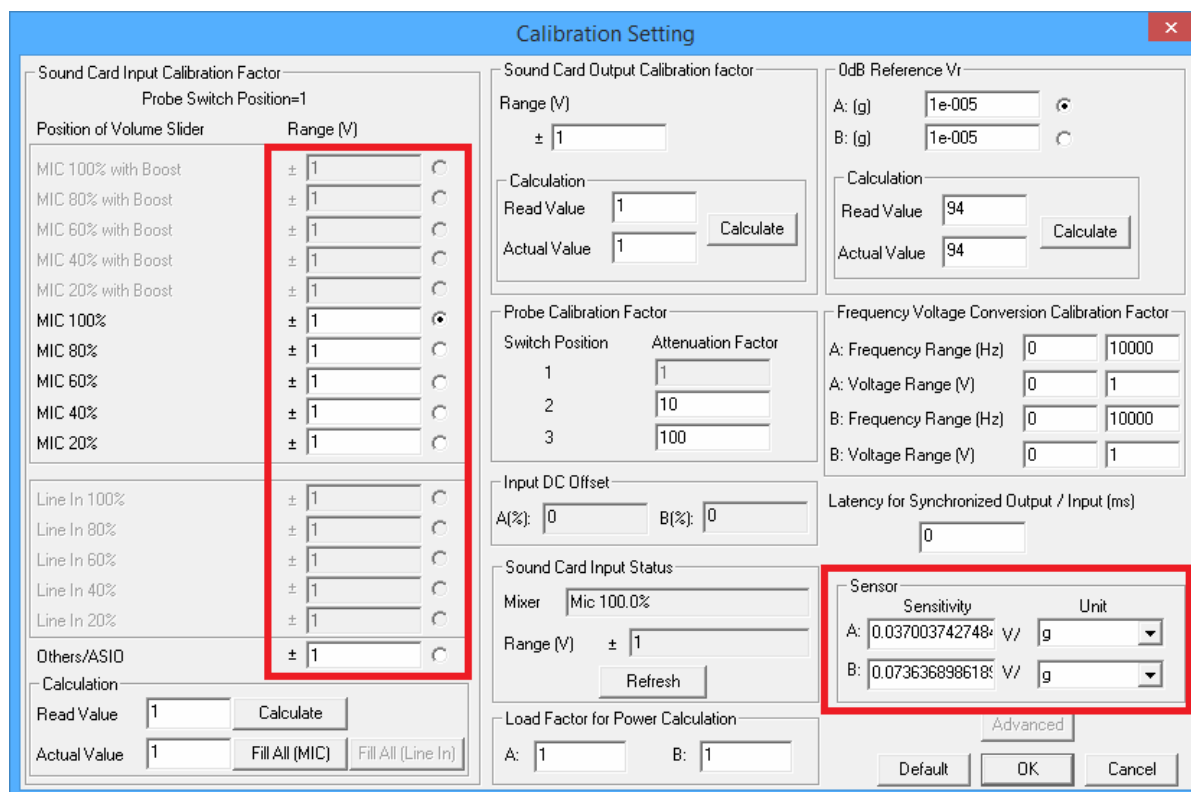 Calibration Setting
Sound Card Input Calibration Factor
Probe Switch Position=1
Position of Volume Slider Range (V)
MIC 100% with Boost ± 1
MIC 80% with Boost ± 1
MIC 60% with Boost ± 1
MIC 40% with Boost ± 1
MIC 20% with Boost ± 1
MIC 100% ± 1
MIC 80% ± 1
MIC 60% ± 1
MIC 40% ± 1
MIC 20% ± 1
Line In 100% ± 1
Line In 80% ± 1
Line In 60% ± 1
Line In 40% ± 1
Line In 20% ± 1
Others/ASIO ± 1
Calculation
Read Value 1 Calculate
Actual Value 1 Fill All (MIC) Fill All (Line In)
Sound Card Output Calibration factor
Range (V)
± 1
Calculation
Read Value 1
Calculate
Actual Value 1
Probe Calibration Factor
Switch Position Attenuation Factor
1 1
2 10
3 100
Input DC Offset
A(%): 0 B(%): 0
Sound Card Input Status
Mixer Mic 100.0%
Range (V) ± 1
Refresh
Load Factor for Power Calculation
A: 1 B: 1
0dB Reference Vr
A: (g) 1e-005
B: (g) 1e-005
Calculation
Read Value 94
Calculate
Actual Value 94
Frequency Voltage Conversion Calibration Factor
A: Frequency Range (Hz) 0 10000
A: Voltage Range (V) 0 1
B: Frequency Range (Hz) 0 10000
B: Voltage Range (V) 0 1
Latency for Synchronized Output / Input (ms)
0
Sensor
Sensitivity Unit
A: 0.037003742748 V/ g
B: 0.073636898618 V/ g
Advanced
Default OK Cancel